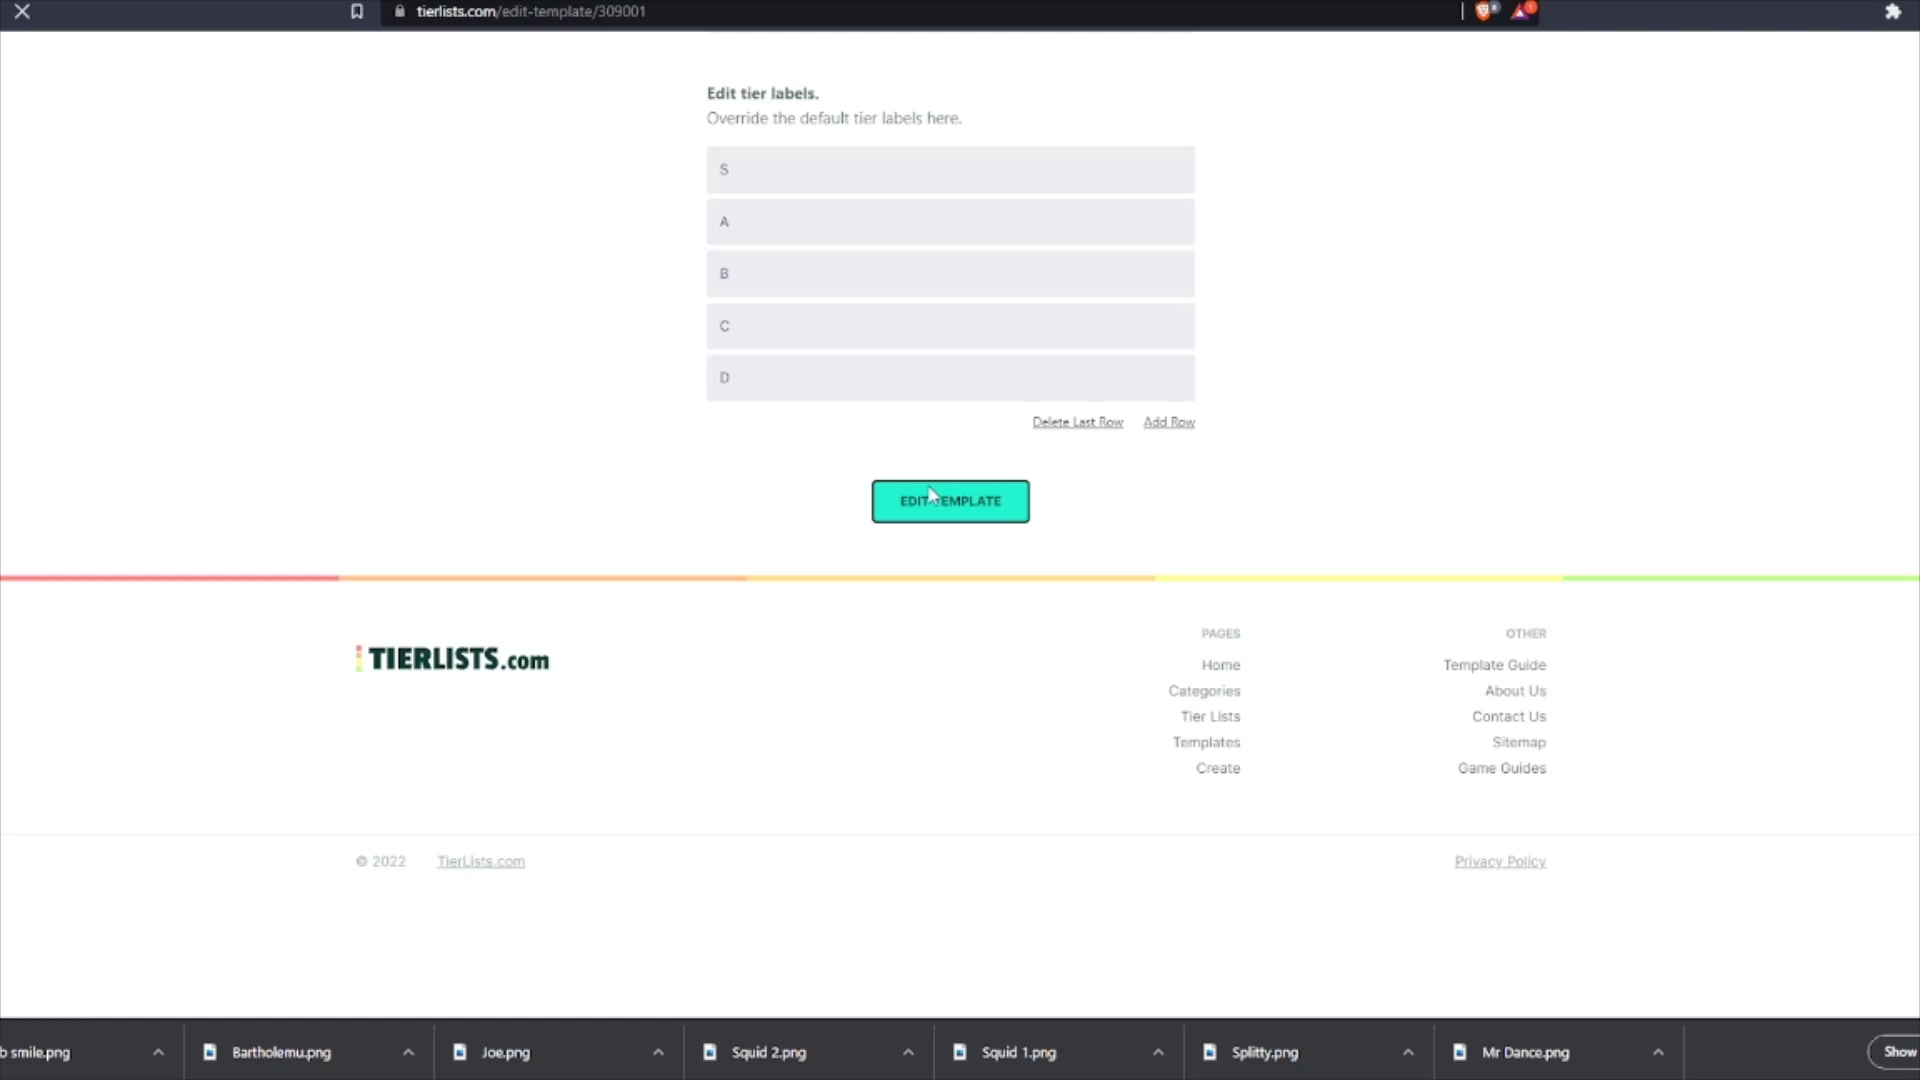 tierlists.com/edit-template/309001
Edit tier labels.
Override the default tier labels here.
S
A
B
C
D
Delete Last Row Add Row
EDIT TEMPLATE
TIERLISTS.com
PAGES
Home
Categories
Tier Lists
Templates
Create
OTHER
Template Guide
About Us
Contact Us
Sitemap
Game Guides
© 2022 TierLists.com Privacy Policy
b smile.png Bartholemu.png Joe.png Squid 2.png Squid 1.png Splitty.png Mr Dance.png Show